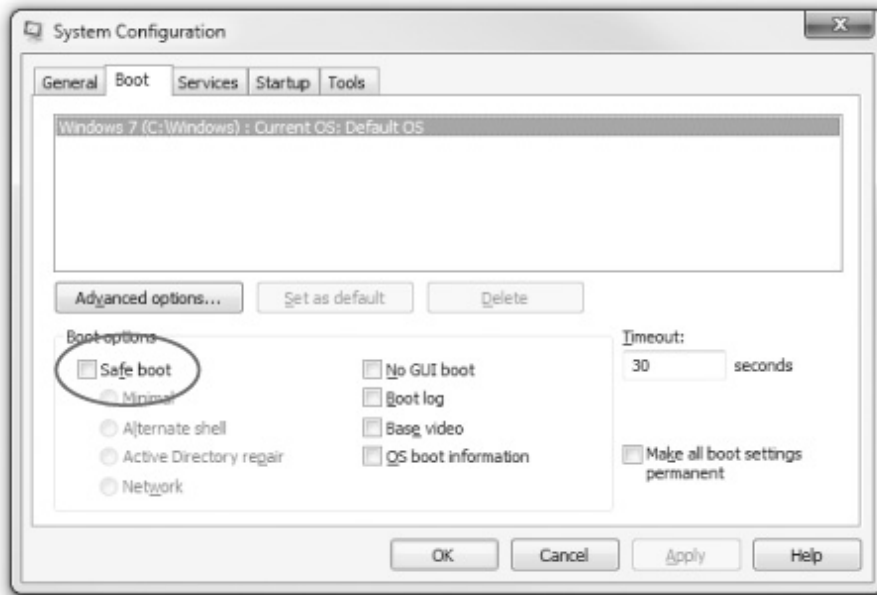 System Configuration
General Boot Services Startup Tools
Windows 7 (C:\Windows) : Current OS; Default OS
Advanced options... Set as default Delete
Boot options Timeout:
Safe boot No GUI boot 30 seconds
Minimal Boot log
Alternate shell Base video
Active Directory repair OS boot information Make all boot settings
Network permanent
OK Cancel Apply Help